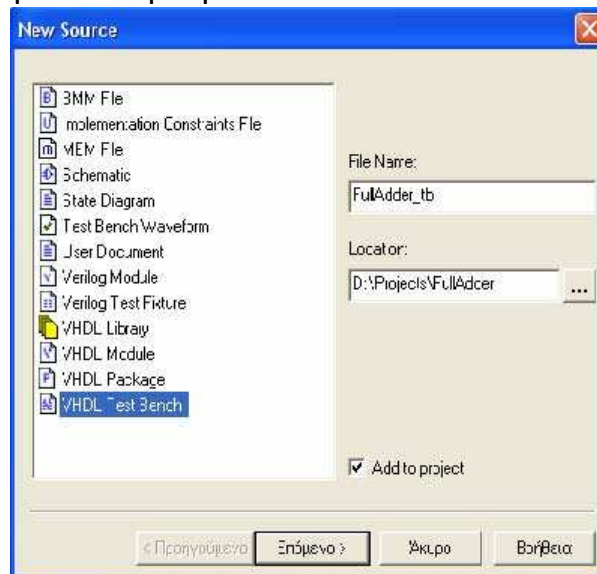 New Source
BMM File
Implementation Constraints File
MEM File
Schematic
State Diagram
Test Bench Waveform
User Document
Verilog Module
Verilog Test Fixture
VHDL Library
VHDL Module
VHDL Package
VHDL Test Bench
File Name:
FullAdder_tb
Location:
D:\Projects\FullAdder
...
Add to project
< Προηγούμενο
Επόμενο >
Άκυρο
Βοήθεια